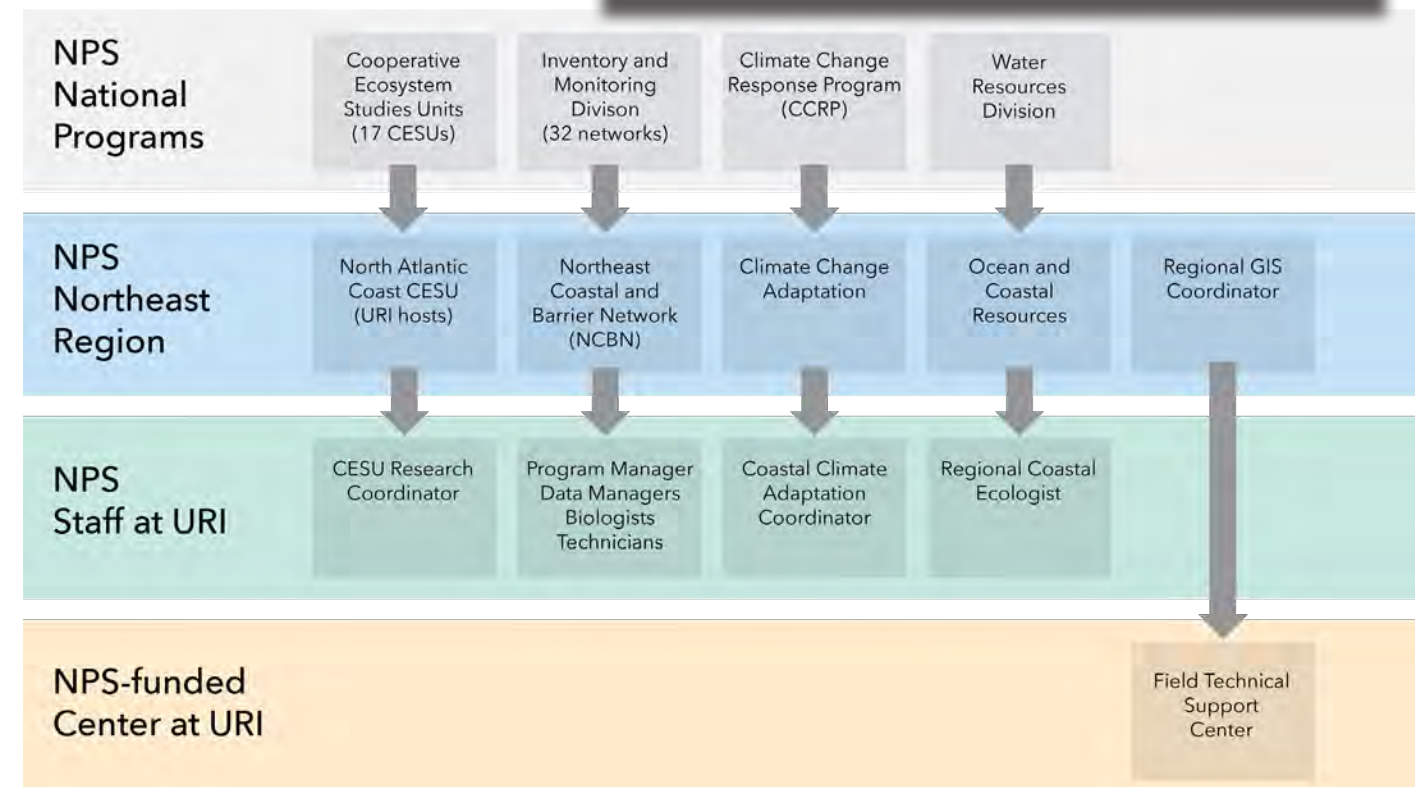 NPS
National
Programs
Cooperative
Ecosystem
Studies Units
(17 CESUs)
Inventory and
Monitoring
Divison
(32 networks)
Climate Change
Response Program
(CCRP)
Water
Resources
Division
NPS
Northeast
Region
North Atlantic
Coast CESU
(URI hosts)
Northeast
Coastal and
Barrier Network
(NCBN)
Climate Change
Adaptation
Ocean and
Coastal
Resources
Regional GIS
Coordinator
NPS
Staff at URI
CESU Research
Coordinator
Program Manager
Data Managers
Biologists
Technicians
Coastal Climate
Adaptation
Coordinator
Regional Coastal
Ecologist
NPS-funded
Center at URI
Field Technical
Support
Center